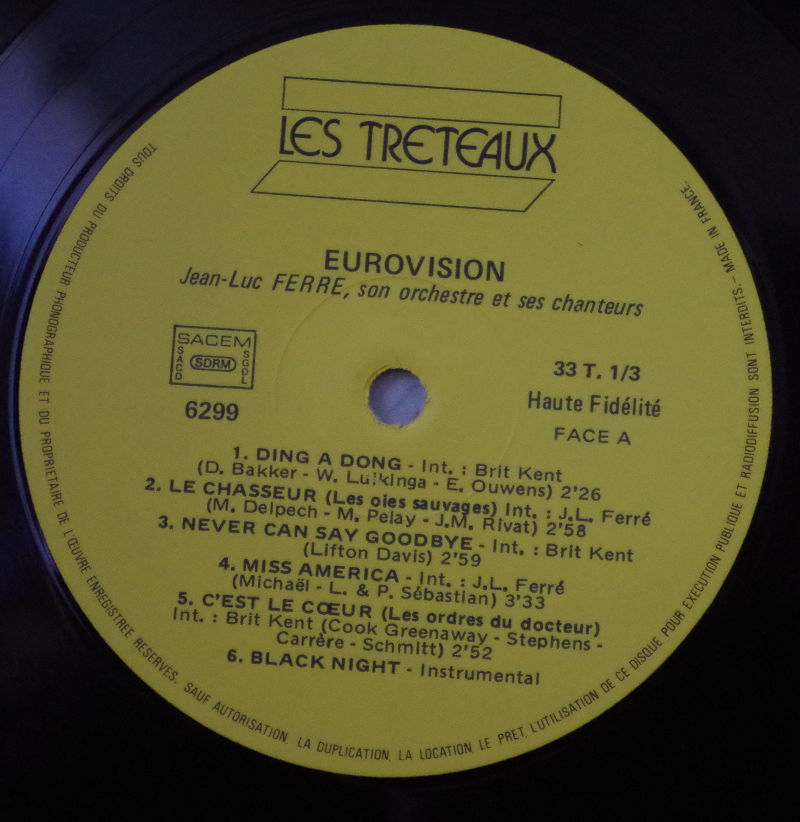 LES TRETEAUX
EUROVISION
Jean-Luc FERRE, son orchestre et ses chanteurs
SACEM
SACD
SDRM
SGDL
6299
33 T. 1/3
Haute Fidélité
FACE A
1. DING A DONG - Int. : Brit Kent
(D. Bakker - W. Luikinga - E. Ouwens) 2'26
2. LE CHASSEUR (Les oies sauvages) Int. : J.L. Ferré
(M. Delpech - M. Pelay - J.M. Rivat) 2'58
3. NEVER CAN SAY GOODBYE - Int. : Brit Kent
(Lifton Davis) 2'59
4. MISS AMERICA - Int. : J.L. Ferré
(Michaël - L. & P. Sébastian) 3'33
5. C'EST LE CŒUR (Les ordres du docteur)
Int. : Brit Kent (Cook Greenaway - Stephens -
Carrère - Schmitt) 2'52
6. BLACK NIGHT - Instrumental
TOUS DROITS DU PRODUCTEUR PHONOGRAPHIQUE ET DU PROPRIETAIRE DE L'ŒUVRE ENREGISTREE RESERVES. SAUF AUTORISATION, LA DUPLICATION, LA LOCATION, LE PRET, L'UTILISATION DE CE DISQUE POUR EXECUTION PUBLIQUE ET RADIODIFFUSION SONT INTERDITS. - MADE IN FRANCE.